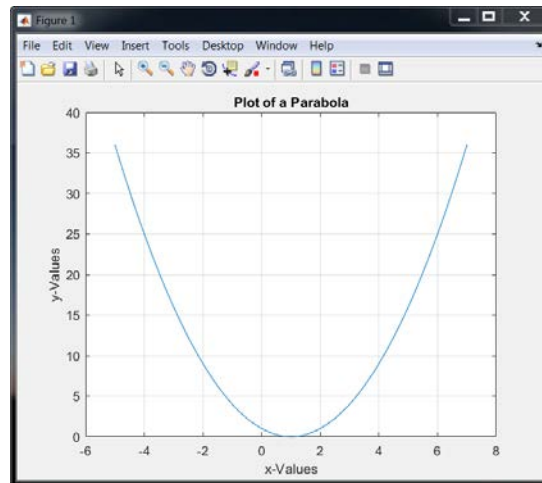 Figure 1
File Edit View Insert Tools Desktop Window Help
Plot of a Parabola
40
35
30
25
20
15
10
5
0
y-Values
-6 -4 -2 0 2 4 6 8
x-Values